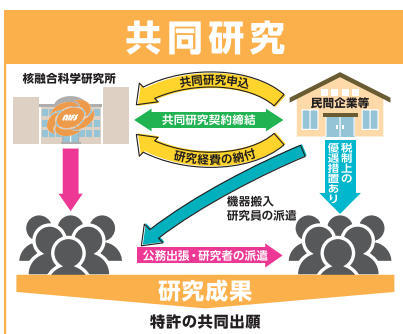 共同研究
核融合科学研究所
NIFS
共同研究申込
民間企業等
共同研究契約締結
研究経費の納付
税制上の
優遇措置あり
機器搬入
研究員の派遣
公務出張・研究者の派遣
研究成果
特許の共同出願